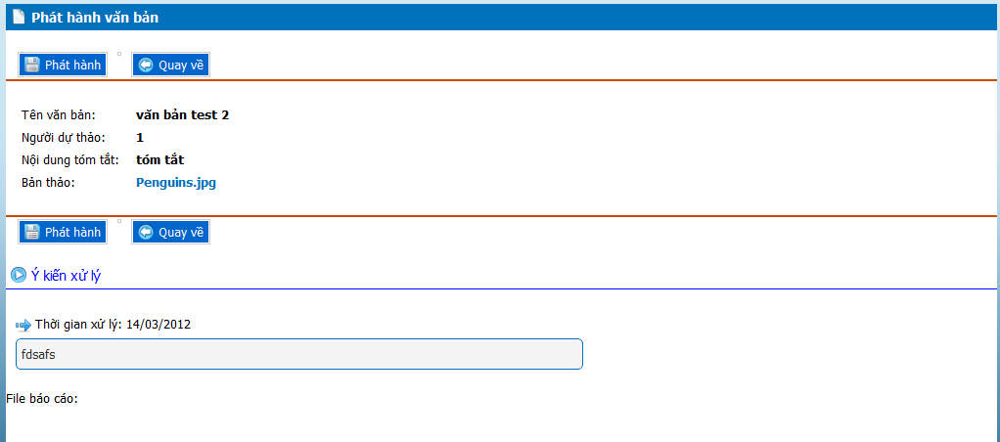 Phát hành văn bản
Phát hành Quay về
Tên văn bản: văn bản test 2
Người dự thảo: 1
Nội dung tóm tắt: tóm tắt
Bản thảo: Penguins.jpg
Phát hành Quay về
Ý kiến xử lý
Thời gian xử lý: 14/03/2012
fdsafs
File báo cáo: